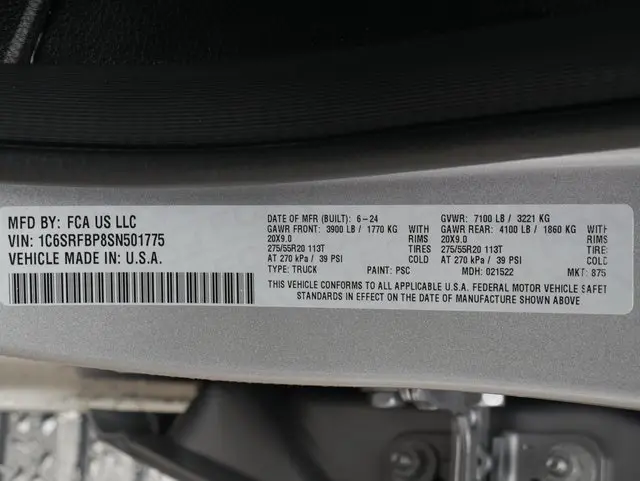 MFD BY: FCA US LLC
VIN: 1C6SRFBP8SN501775
VEHICLE MADE IN: U.S.A.
DATE OF MFR (BUILT): 6-24 GVWR: 7100 LB / 3221 KG
GAWR FRONT: 3900 LB / 1770 KG WITH GAWR REAR: 4100 LB / 1860 KG WITH
20X9.0 RIMS 20X9.0 RIMS
275/55R20 113T TIRES 275/55R20 113T TIRE
AT 270 kPa / 39 PSI COLD AT 270 kPa / 39 PSI COLD
TYPE: TRUCK PAINT: PSC MDH: 021522 MKT: 875
THIS VEHICLE CONFORMS TO ALL APPLICABLE U.S.A. FEDERAL MOTOR VEHICLE SAFET
STANDARDS IN EFFECT ON THE DATE OF MANUFACTURE SHOWN ABOVE